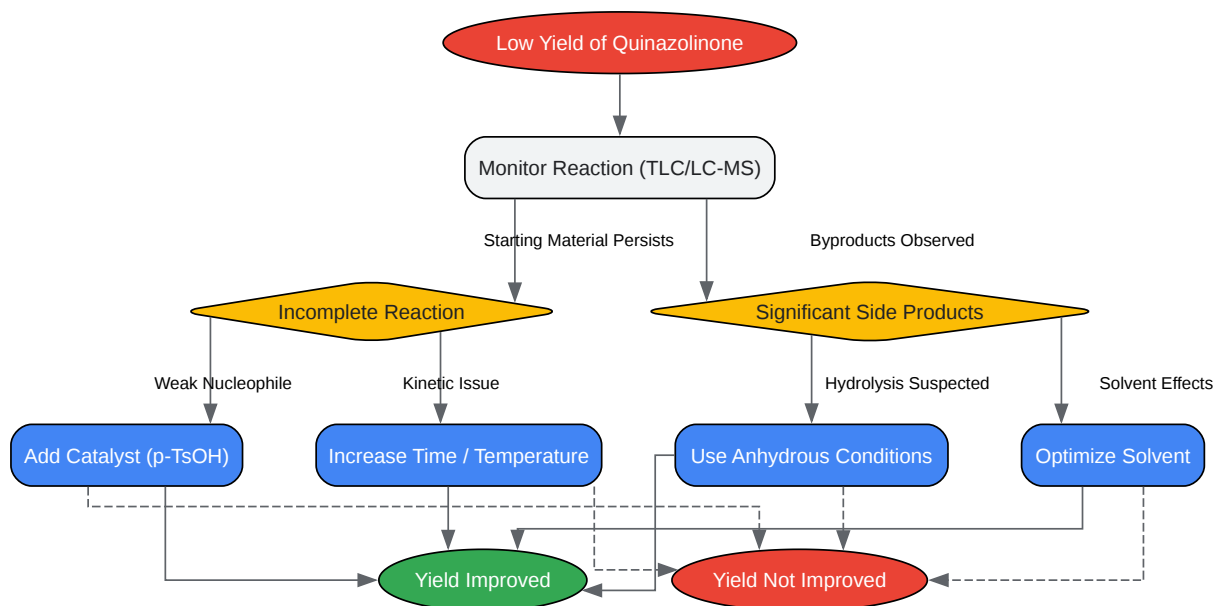 Low Yield of Quinazolinone
Monitor Reaction (TLC/LC-MS)
Starting Material Persists
Byproducts Observed
Incomplete Reaction
Significant Side Products
Weak Nucleophile
Kinetic Issue
Hydrolysis Suspected
Solvent Effects
Add Catalyst (p-TsOH)
Increase Time / Temperature
Use Anhydrous Conditions
Optimize Solvent
Yield Improved
Yield Not Improved